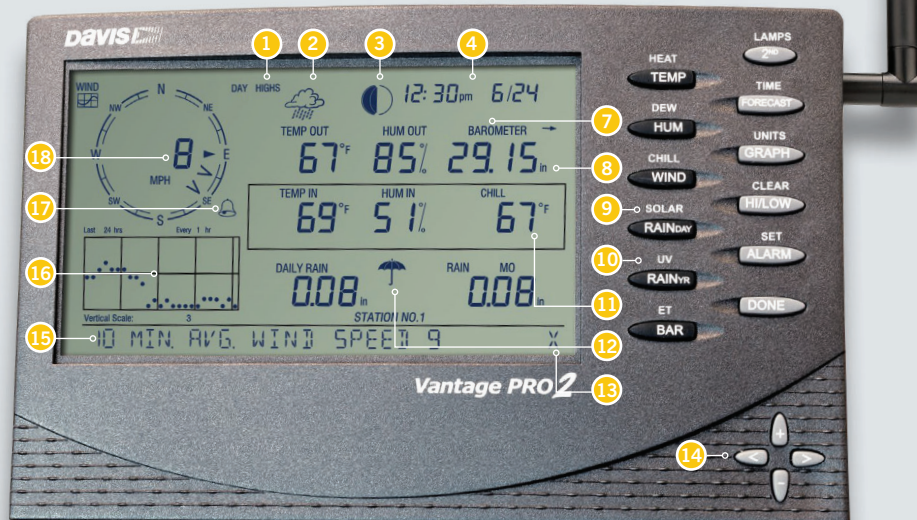 DAVIS
1 2 3 4
LAMPS
2ND
HEAT
TEMP
TIME
FORECAST
WIND
N
NW
NE
DAY HIGHS
12:30pm 6/24
7
TEMP OUT HUM OUT BAROMETER
DEW
HUM
UNITS
GRAPH
18
W
8
E
MPH
67°F 85% 29.15in
8
CHILL
WIND
CLEAR
HI/LOW
SW
SE
S
17
TEMP IN HUM IN CHILL
69°F 51% 67°F
9
SOLAR
RAINDAY
SET
ALARM
Last 24 hrs Every 1 hr
16
10
UV
RAINYR
DAILY RAIN RAIN MO
0.08in 0.08in
11
ET
BAR
DONE
Vertical Scale: 3
STATION NO.1
15
10 MIN. AVG. WIND SPEED 9 X
12
13
Vantage PRO2
14
+
< >
-